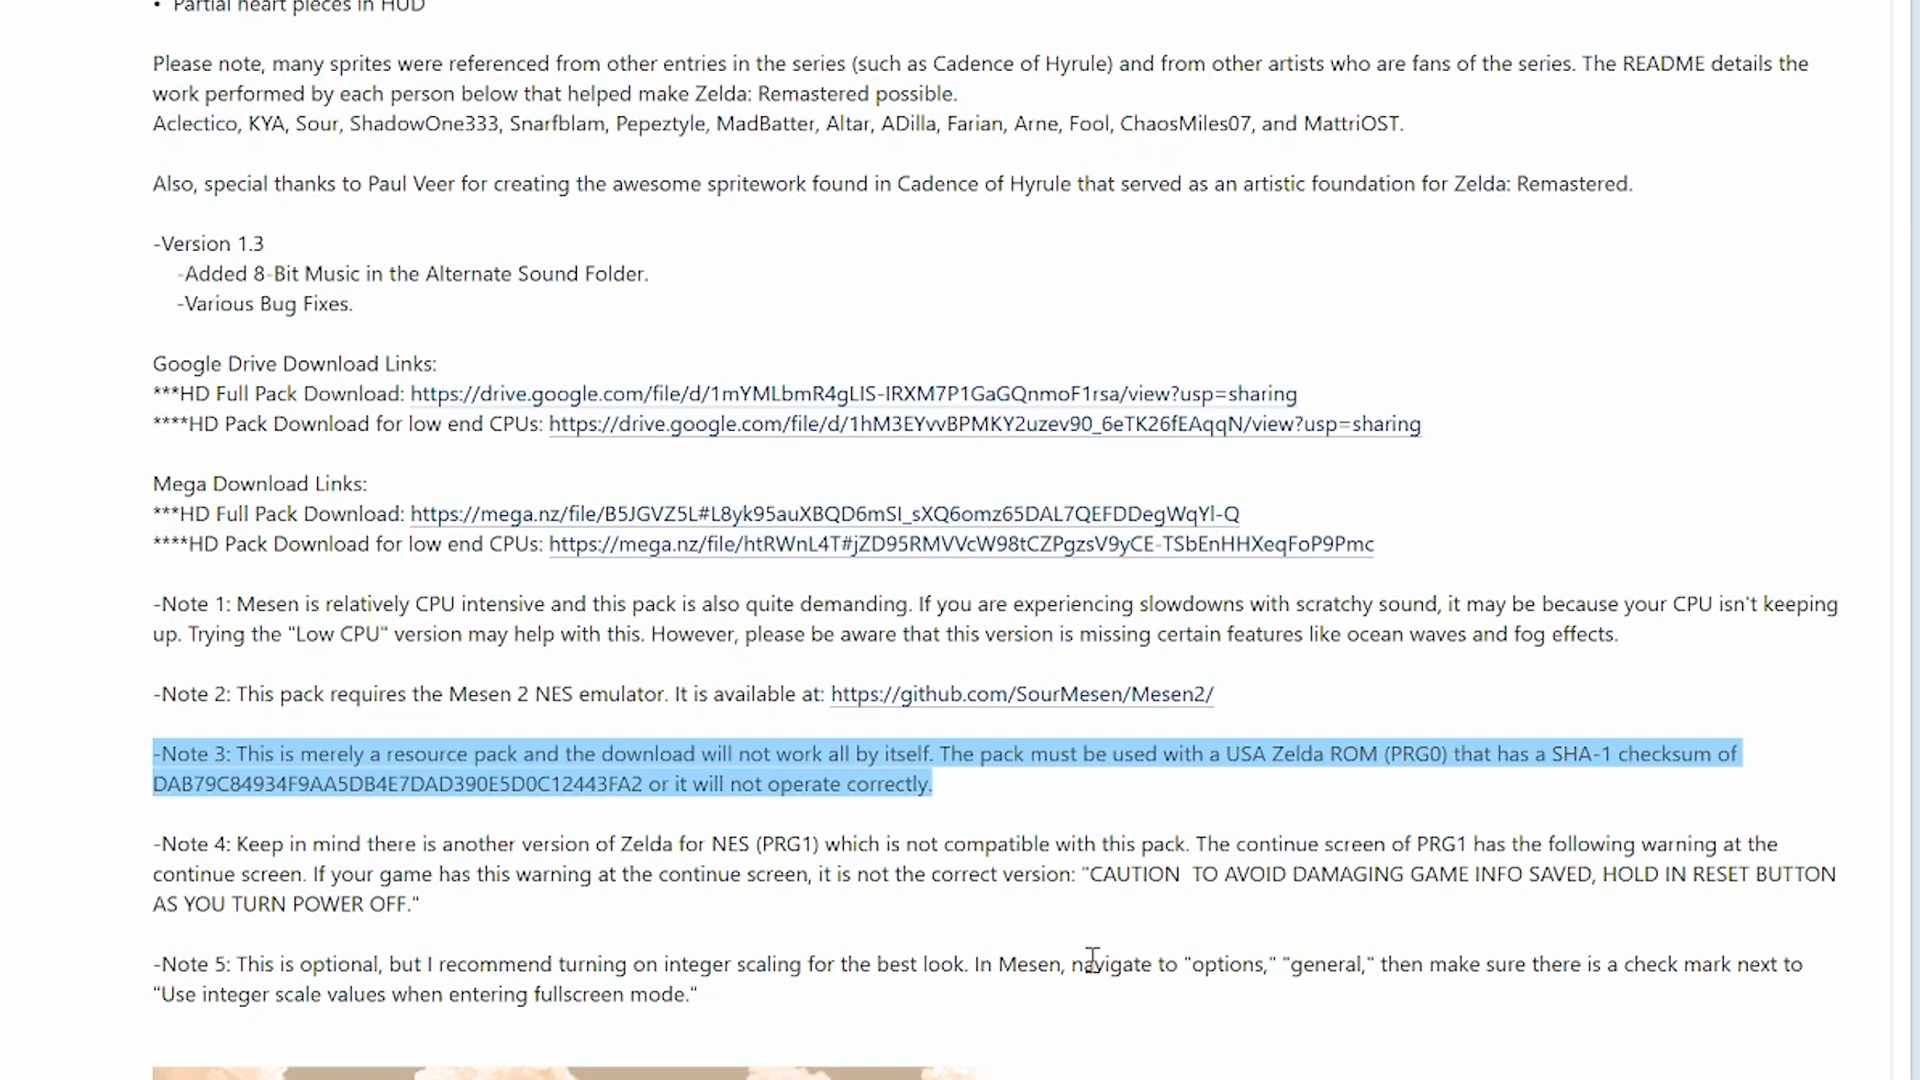 • Partial heart pieces in HUD
Please note, many sprites were referenced from other entries in the series (such as Cadence of Hyrule) and from other artists who are fans of the series. The README details the
work performed by each person below that helped make Zelda: Remastered possible.
Aclectico, KYA, Sour, ShadowOne333, Snarfblam, Pepeztyle, MadBatter, Altar, ADilla, Farian, Arne, Fool, ChaosMiles07, and MattriOST.
Also, special thanks to Paul Veer for creating the awesome spritework found in Cadence of Hyrule that served as an artistic foundation for Zelda: Remastered.
-Version 1.3
-Added 8-Bit Music in the Alternate Sound Folder.
-Various Bug Fixes.
Google Drive Download Links:
***HD Full Pack Download: https://drive.google.com/file/d/1mYMLbmR4gLIS-IRXM7P1GaGQnmoF1rsa/view?usp=sharing
****HD Pack Download for low end CPUs: https://drive.google.com/file/d/1hM3EYvvBPMKY2uzev90_6eTK26fEAqqN/view?usp=sharing
Mega Download Links:
***HD Full Pack Download: https://mega.nz/file/B5JGVZ5L#L8yk95auXBQD6mSI_sXQ6omz65DAL7QEFDDegWqYl-Q
****HD Pack Download for low end CPUs: https://mega.nz/file/htRWnL4T#jZD95RMVVcW98tCZPgzsV9yCE-TSbEnHHXeqFoP9Pmc
-Note 1: Mesen is relatively CPU intensive and this pack is also quite demanding. If you are experiencing slowdowns with scratchy sound, it may be because your CPU isn't keeping
up. Trying the "Low CPU" version may help with this. However, please be aware that this version is missing certain features like ocean waves and fog effects.
-Note 2: This pack requires the Mesen 2 NES emulator. It is available at: https://github.com/SourMesen/Mesen2/
-Note 3: This is merely a resource pack and the download will not work all by itself. The pack must be used with a USA Zelda ROM (PRG0) that has a SHA-1 checksum of
DAB79C84934F9AA5DB4E7DAD390E5D0C12443FA2 or it will not operate correctly.
-Note 4: Keep in mind there is another version of Zelda for NES (PRG1) which is not compatible with this pack. The continue screen of PRG1 has the following warning at the
continue screen. If your game has this warning at the continue screen, it is not the correct version: "CAUTION  TO AVOID DAMAGING GAME INFO SAVED, HOLD IN RESET BUTTON
AS YOU TURN POWER OFF."
-Note 5: This is optional, but I recommend turning on integer scaling for the best look. In Mesen, navigate to "options," "general," then make sure there is a check mark next to
"Use integer scale values when entering fullscreen mode."